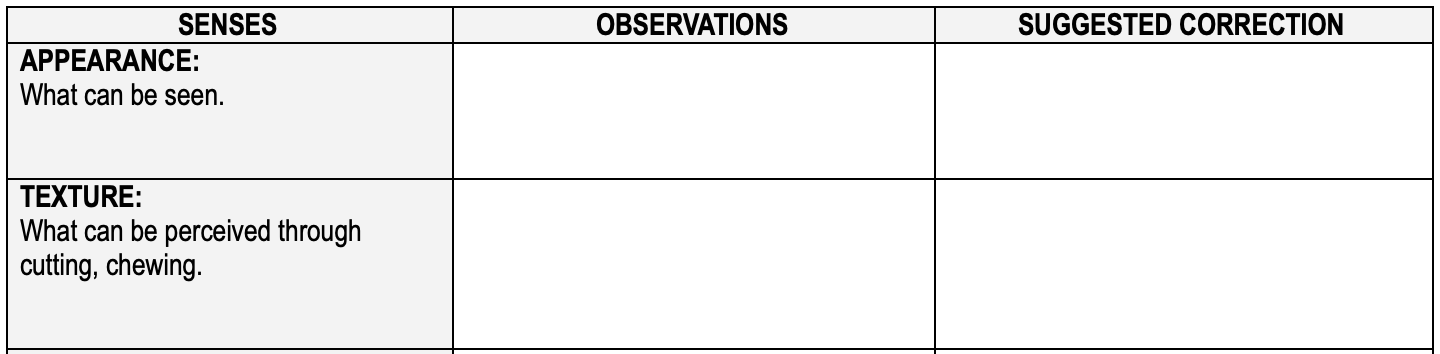 SENSES OBSERVATIONS SUGGESTED CORRECTION
APPEARANCE:
What can be seen.
TEXTURE:
What can be perceived through
cutting, chewing.